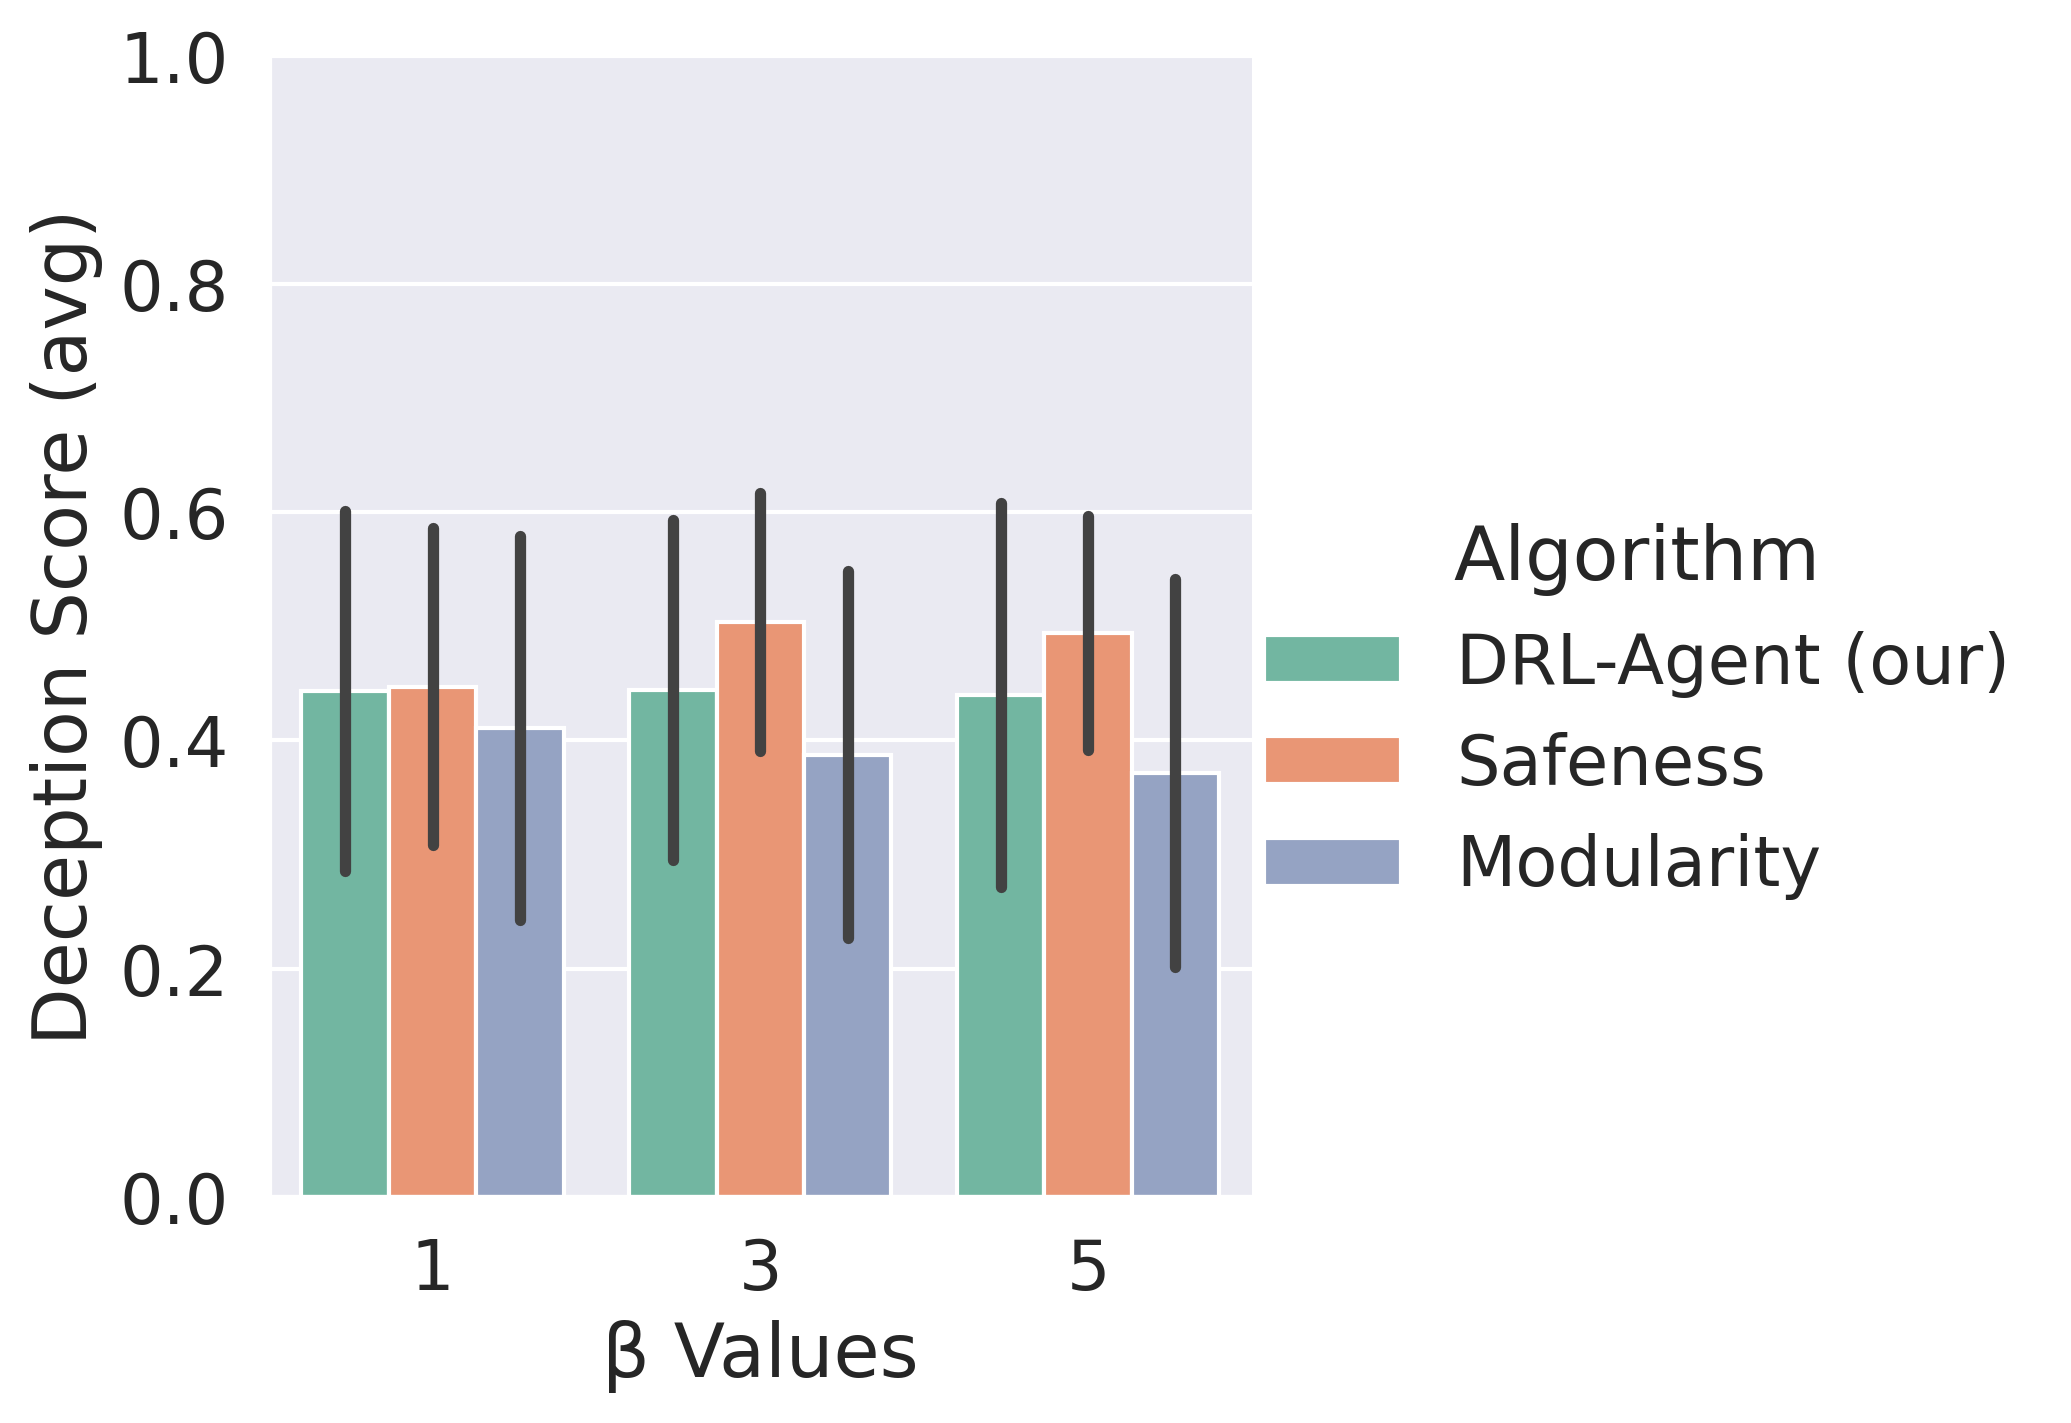 1.0
0.8
0.6
0.4
0.2
0.0
Deception Score (avg)
1 3 5
β Values
Algorithm
DRL-Agent (our)
Safeness
Modularity